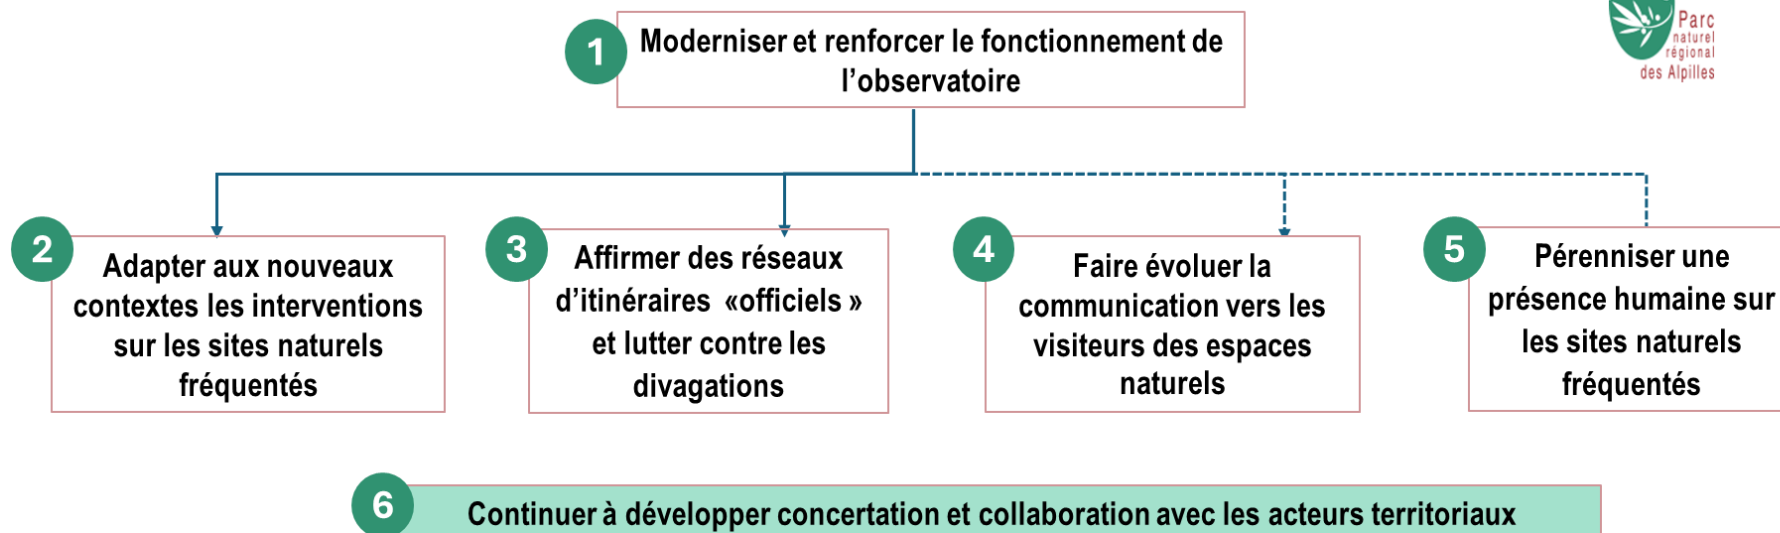 Parc
naturel
régional
des Alpilles
1
Moderniser et renforcer le fonctionnement de
l’observatoire
2
Adapter aux nouveaux
contextes les interventions
sur les sites naturels
fréquentés
3
Affirmer des réseaux
d’itinéraires «officiels »
et lutter contre les
divagations
4
Faire évoluer la
communication vers les
visiteurs des espaces
naturels
5
Pérenniser une
présence humaine sur
les sites naturels
fréquentés
6
Continuer à développer concertation et collaboration avec les acteurs territoriaux